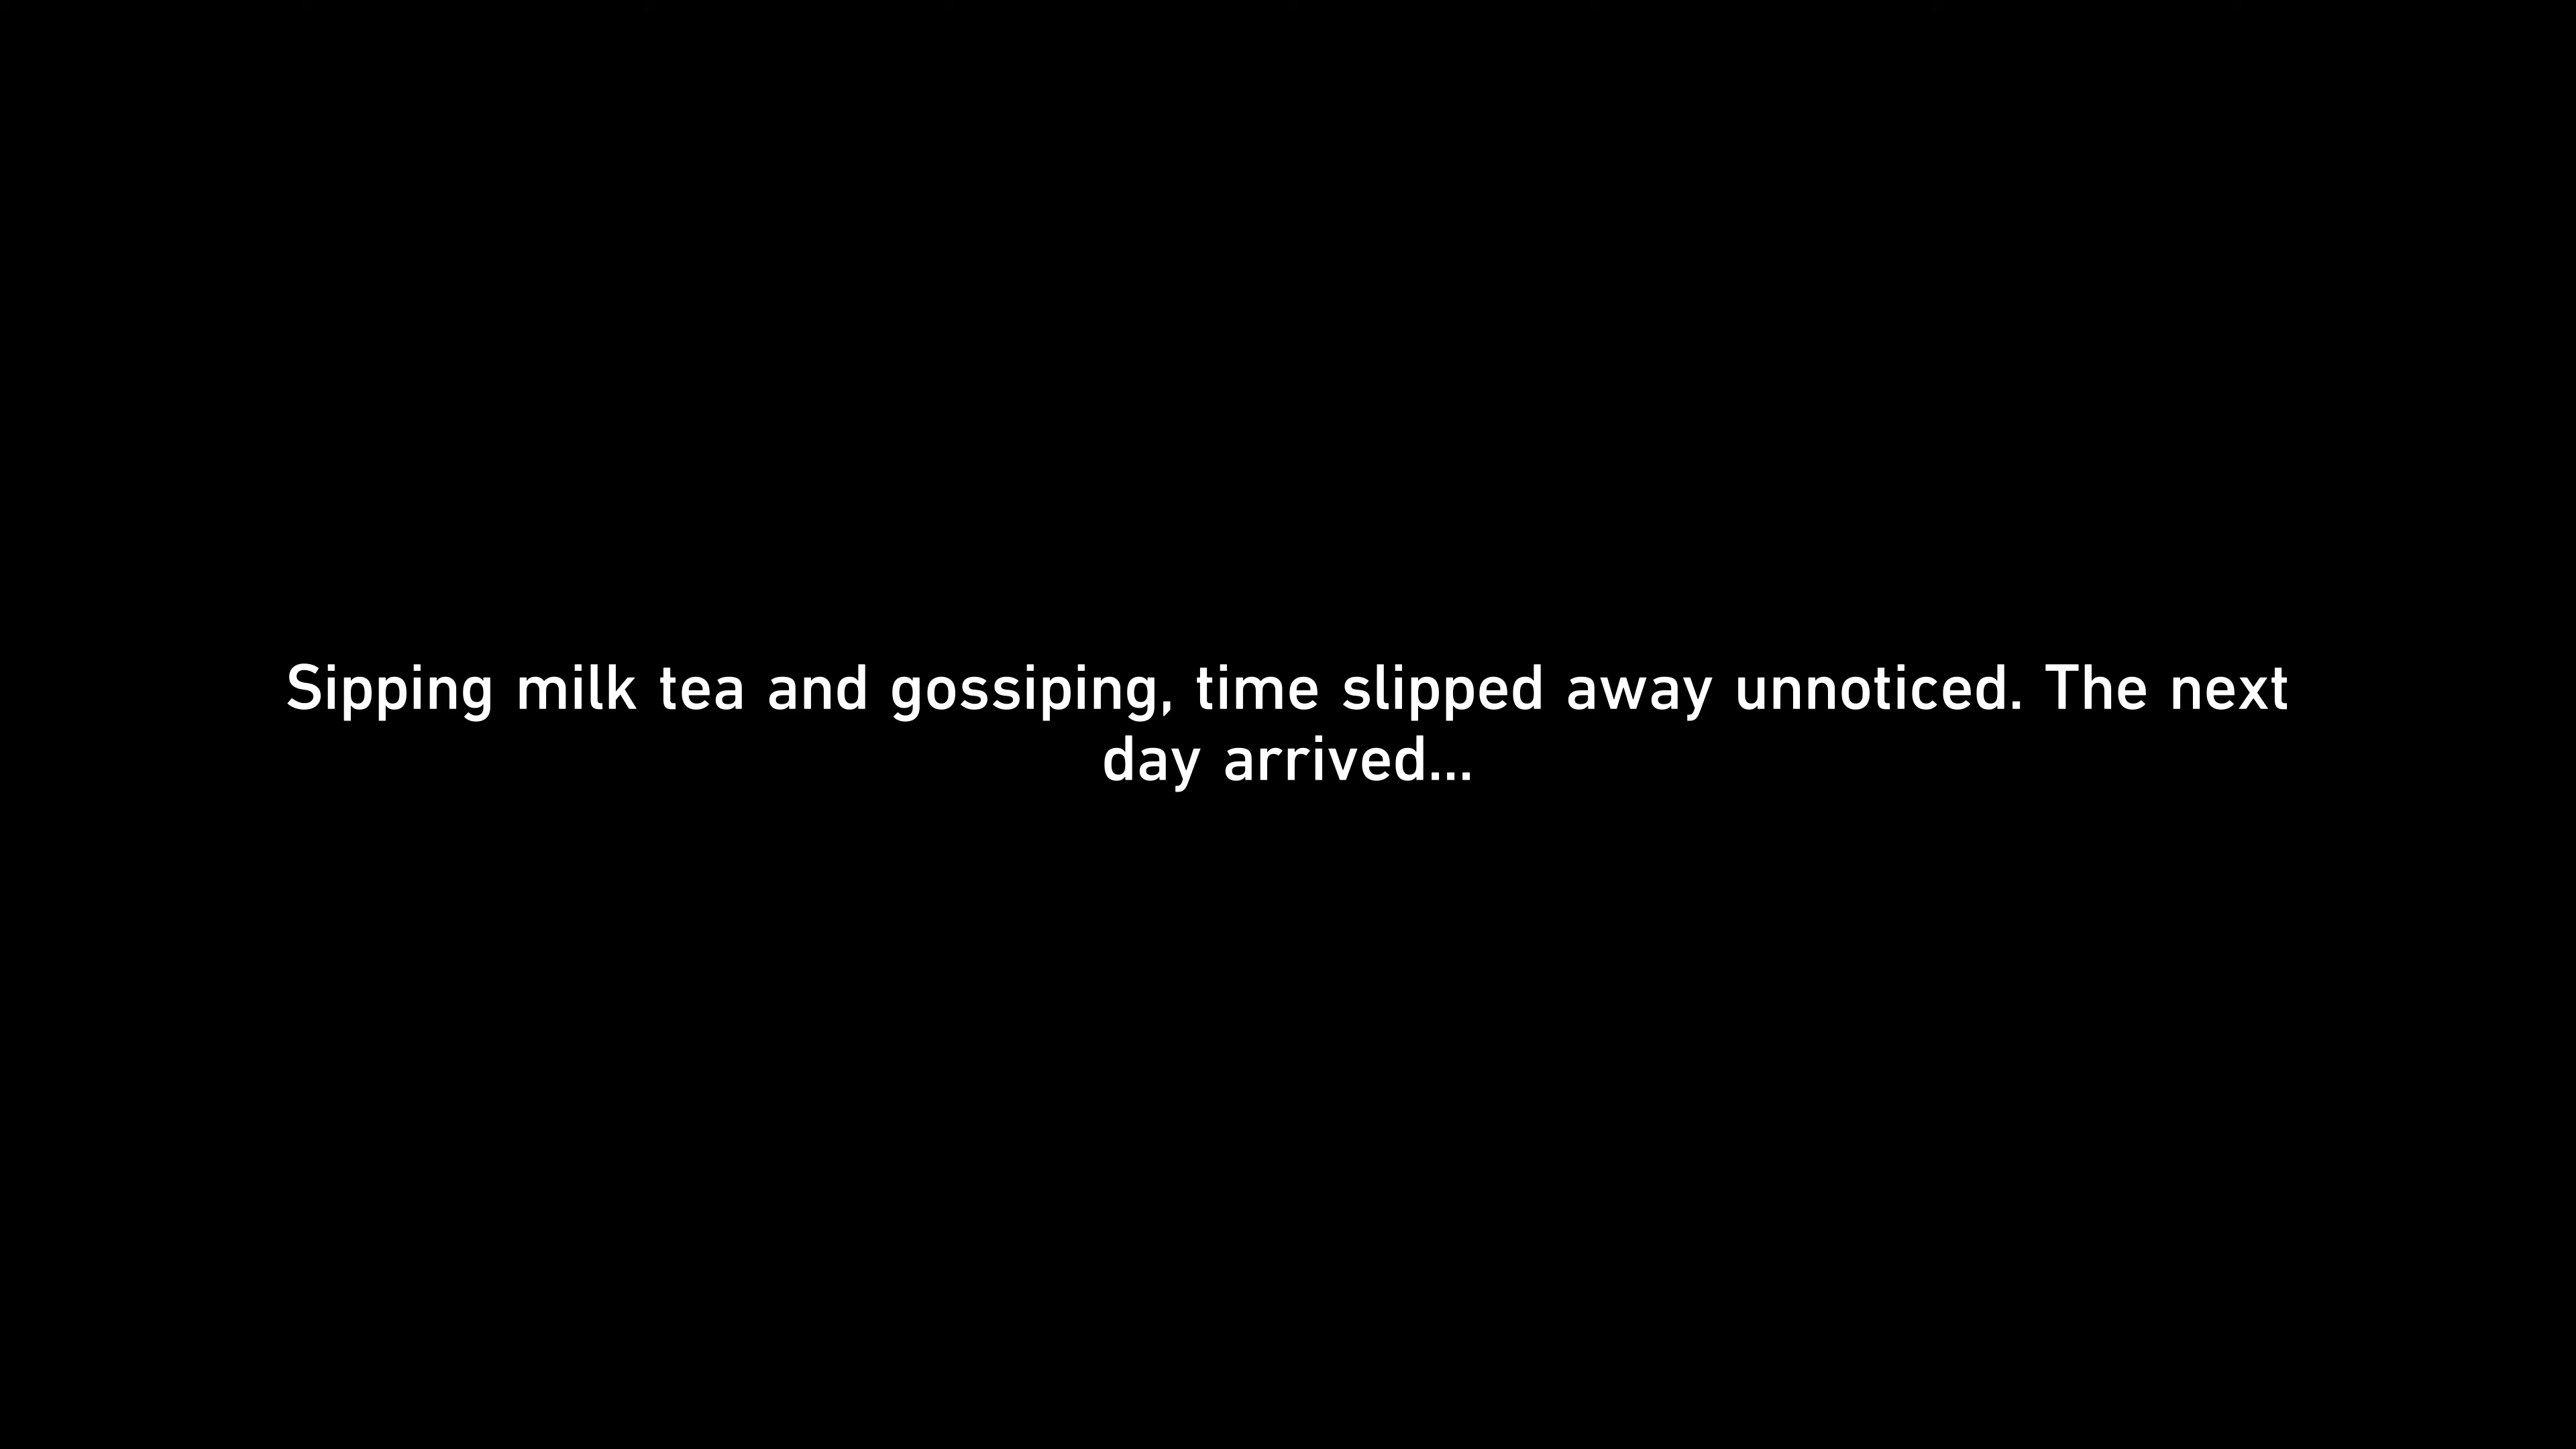 Sipping milk tea and gossiping, time slipped away unnoticed. The next
day arrived...